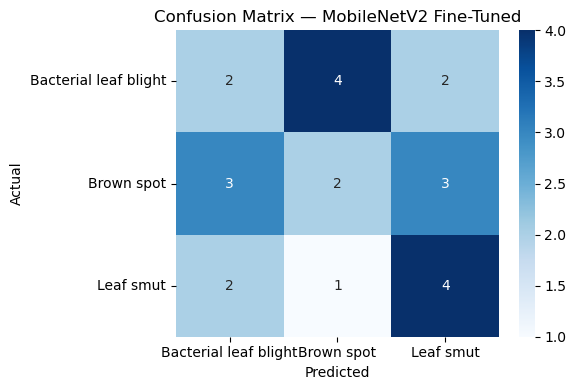 Confusion Matrix — MobileNetV2 Fine-Tuned
Actual
Bacterial leaf blight 2 4 2
Brown spot 3 2 3
Leaf smut 2 1 4
Bacterial leaf blight Brown spot Leaf smut
Predicted
4.0
3.5
3.0
2.5
2.0
1.5
1.0